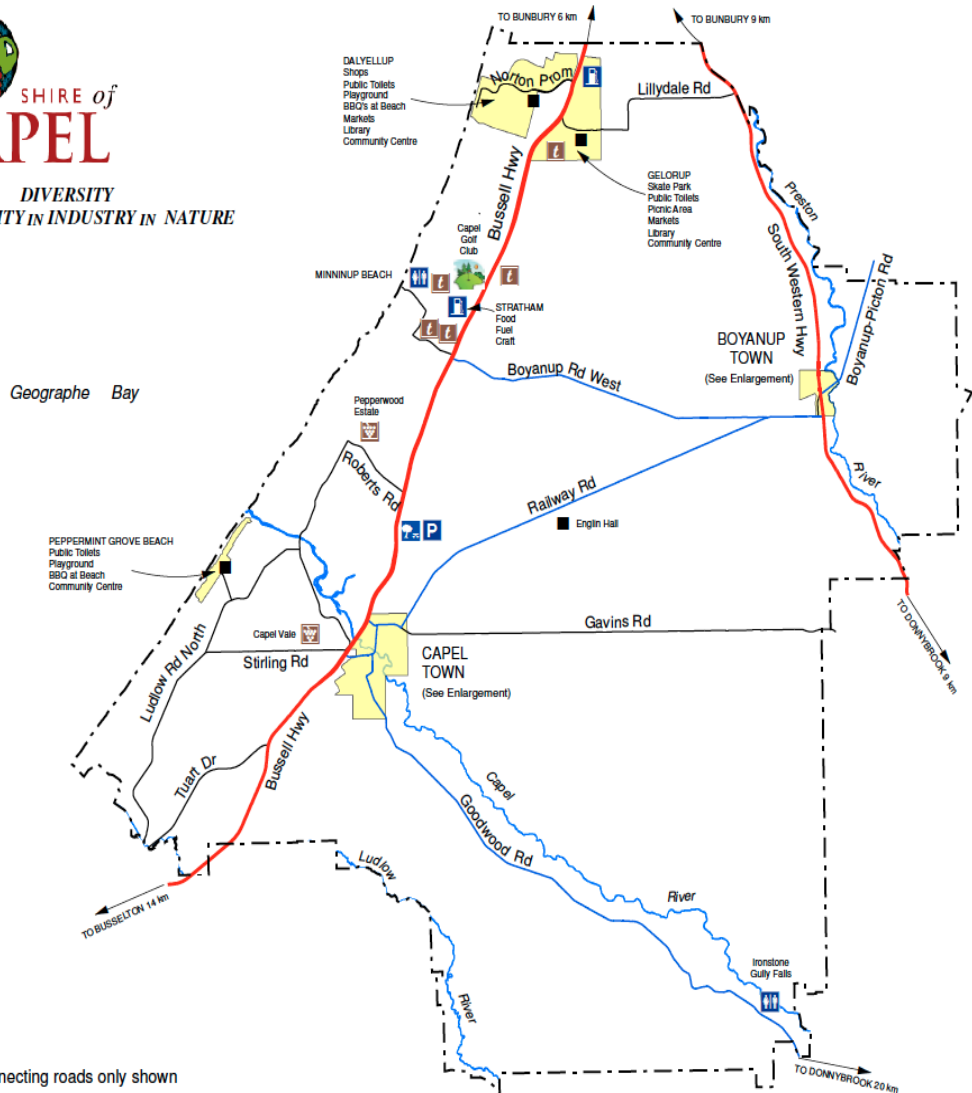 TO BUNBURY 6 km
TO BUNBURY 9 km
SHIRE of
APEL
DIVERSITY
ITY IN INDUSTRY IN NATURE
DALYELLUP
Shops
Public Toilets
Playground
BBQ's at Beach
Markets
Library
Community Centre
Norton Prom
Lillydale Rd
Bussell Hwy
GELORUP
Skate Park
Public Toilets
Picnic Area
Markets
Library
Community Centre
Preston
South Western Hwy
Capel
Golf
Club
MINNINUP BEACH
i
i
i
i
i
STRATHAM
Food
Fuel
Craft
BOYANUP
TOWN
(See Enlargement)
Boyanup-Picton Rd
Boyanup Rd West
Geographe Bay
Pepperwood
Estate
Roberts Rd
Railway Rd
River
P
Englin Hall
PEPPERMINT GROVE BEACH
Public Toilets
Playground
BBQ at Beach
Community Centre
Gavins Rd
TO DONNYBROOK 9 km
Capel Vale
Stirling Rd
CAPEL
TOWN
(See Enlargement)
Ludlow Rd North
Tuart Dr
Bussell Hwy
Capel
Goodwood Rd
River
Ludlow
River
TO BUSSELTON 14 km
Ironstone
Gully Falls
TO DONNYBROOK 20 km
necting roads only shown